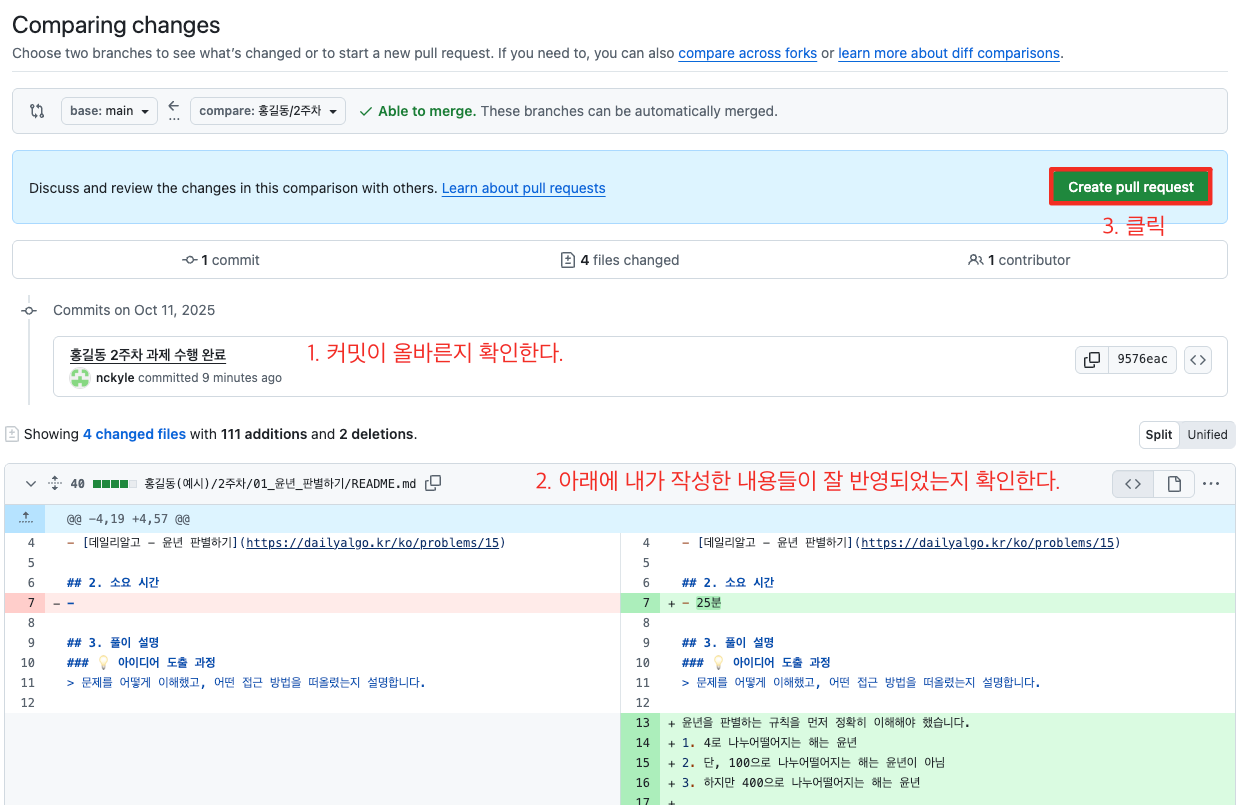 Comparing changes
Choose two branches to see what's changed or to start a new pull request. If you need to, you can also compare across forks or learn more about diff comparisons.
base: main ← ... compare: 홍길동/2주차 ✓ Able to merge. These branches can be automatically merged.
Discuss and review the changes in this comparison with others. Learn about pull requests
Create pull request
3. 클릭
1 commit
4 files changed
1 contributor
Commits on Oct 11, 2025
홍길동 2주차 과제 수행 완료
1. 커밋이 올바른지 확인한다.
nckyle committed 9 minutes ago
9576eac
Showing 4 changed files with 111 additions and 2 deletions.
Split Unified
40 홍길동(예시)/2주차/01_윤년_판별하기/README.md
2. 아래에 내가 작성한 내용들이 잘 반영되었는지 확인한다.
@@ -4,19 +4,57 @@
4 - [데일리알고 - 윤년 판별하기](https://dailyalgo.kr/ko/problems/15)
5
6 ## 2. 소요 시간
7 - -
8
9 ## 3. 풀이 설명
10 ### 💡 아이디어 도출 과정
11 > 문제를 어떻게 이해했고, 어떤 접근 방법을 떠올렸는지 설명합니다.
12
4 - [데일리알고 - 윤년 판별하기](https://dailyalgo.kr/ko/problems/15)
5
6 ## 2. 소요 시간
7 + - 25분
8
9 ## 3. 풀이 설명
10 ### 💡 아이디어 도출 과정
11 > 문제를 어떻게 이해했고, 어떤 접근 방법을 떠올렸는지 설명합니다.
12
13 + 윤년을 판별하는 규칙을 먼저 정확히 이해해야 했습니다.
14 + 1. 4로 나누어떨어지는 해는 윤년
15 + 2. 단, 100으로 나누어떨어지는 해는 윤년이 아님
16 + 3. 하지만 400으로 나누어떨어지는 해는 윤년
17 +